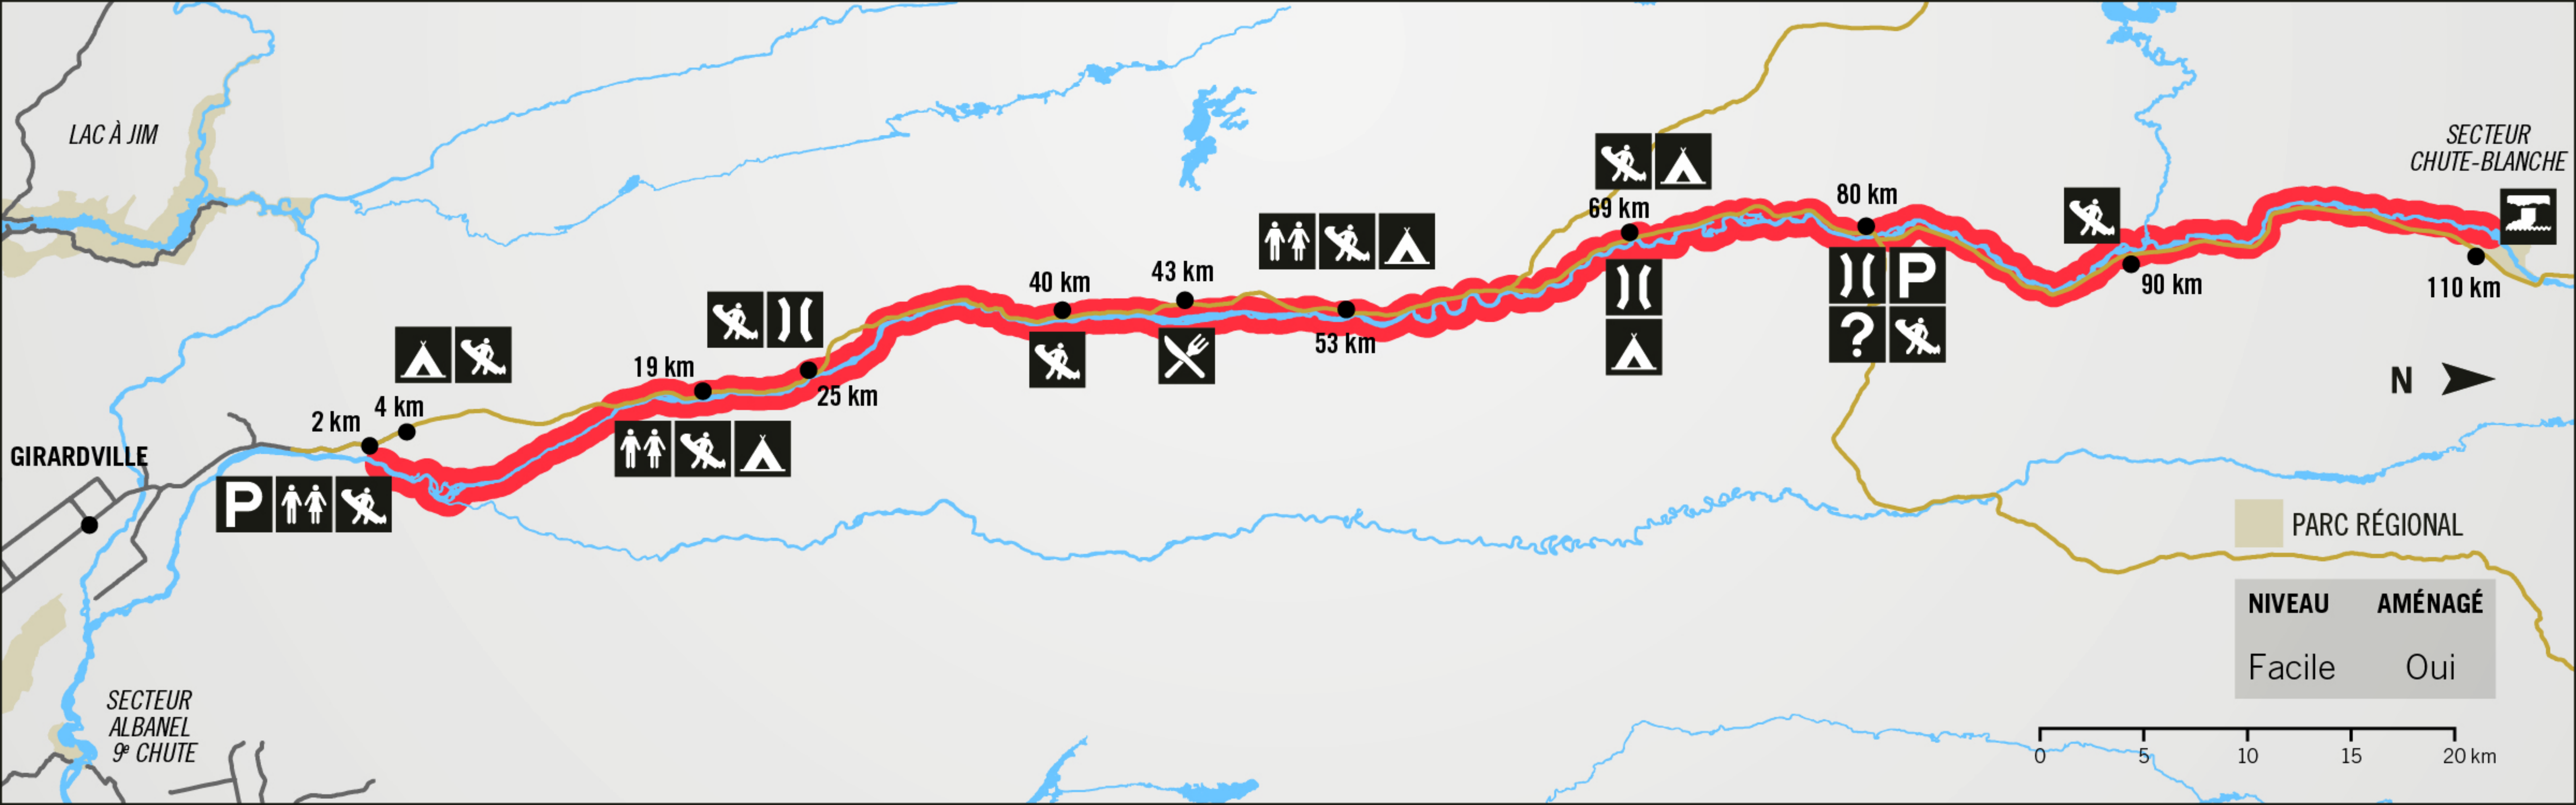 LAC À JIM
SECTEUR
CHUTE-BLANCHE
69 km
80 km
40 km
43 km
90 km
110 km
53 km
19 km
25 km
2 km
4 km
N
GIRARDVILLE
P
P
?
PARC RÉGIONAL
NIVEAU AMÉNAGÉ
Facile Oui
SECTEUR
ALBANEL
9e CHUTE
0 5 10 15 20 km